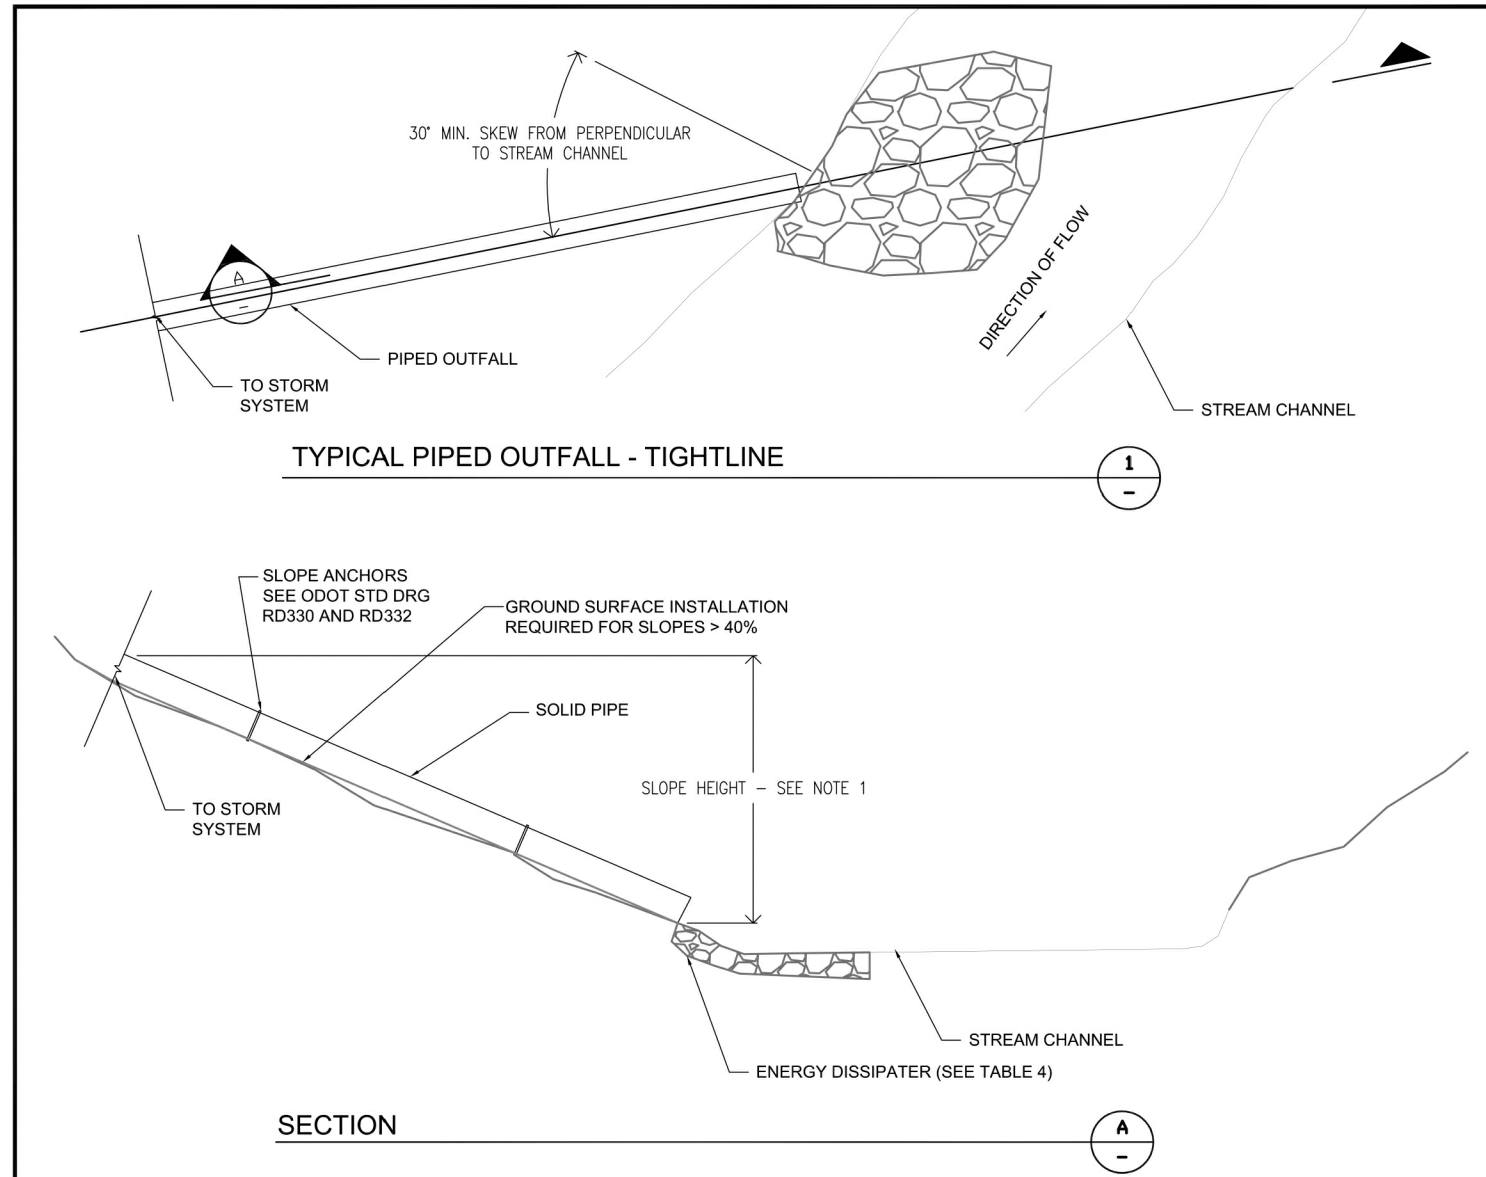 30° MIN. SKEW FROM PERPENDICULAR
TO STREAM CHANNEL
A
–
DIRECTION OF FLOW
PIPED OUTFALL
TO STORM
SYSTEM
STREAM CHANNEL
TYPICAL PIPED OUTFALL - TIGHTLINE
1
–
SLOPE ANCHORS
SEE ODOT STD DRG
RD330 AND RD332
GROUND SURFACE INSTALLATION
REQUIRED FOR SLOPES > 40%
SOLID PIPE
SLOPE HEIGHT – SEE NOTE 1
TO STORM
SYSTEM
STREAM CHANNEL
ENERGY DISSIPATER (SEE TABLE 4)
SECTION
A
–